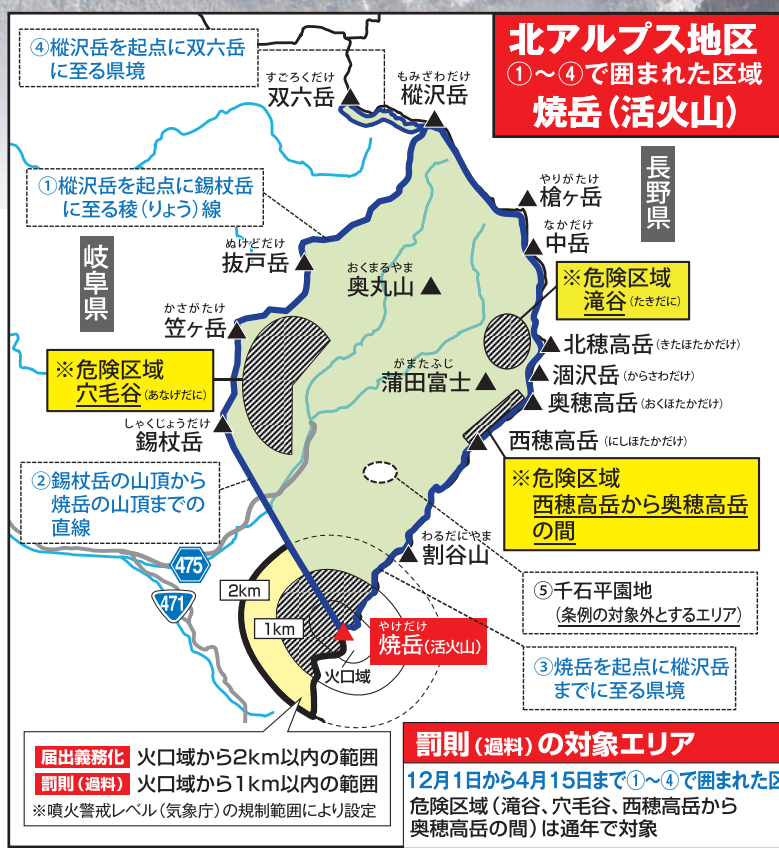 北アルプス地区
①～④で囲まれた区域
焼岳(活火山)
④樅沢岳を起点に双六岳
に至る県境
すごろくだけ
双六岳
もみざわだけ
樅沢岳
長野県
やりがたけ
槍ヶ岳
なかだけ
中岳
①樅沢岳を起点に錫杖岳
に至る稜(りょう)線
岐阜県
ぬけどだけ
抜戸岳
おくまるやま
奥丸山
※危険区域
滝谷(たきだに)
かさがたけ
笠ヶ岳
北穂高岳(きたほたかだけ)
※危険区域
穴毛谷(あなげだに)
がまたふじ
蒲田富士
涸沢岳(からさわだけ)
奥穂高岳(おくほたかだけ)
しゃくじょうだけ
錫杖岳
西穂高岳(にしほたかだけ)
②錫杖岳の山頂から
焼岳の山頂までの
直線
※危険区域
西穂高岳から奥穂高岳
の間
わるだにやま
割谷山
475
471
2km
1km
⑤千石平園地
(条例の対象外とするエリア)
やけだけ
焼岳(活火山)
火口域
③焼岳を起点に樅沢岳
までに至る県境
届出義務化 火口域から2km以内の範囲
罰則(過料) 火口域から1km以内の範囲
※噴火警戒レベル(気象庁)の規制範囲により設定
罰則(過料)の対象エリア
12月1日から4月15日まで①～④で囲まれた区
危険区域(滝谷、穴毛谷、西穂高岳から
奥穂高岳の間)は通年で対象